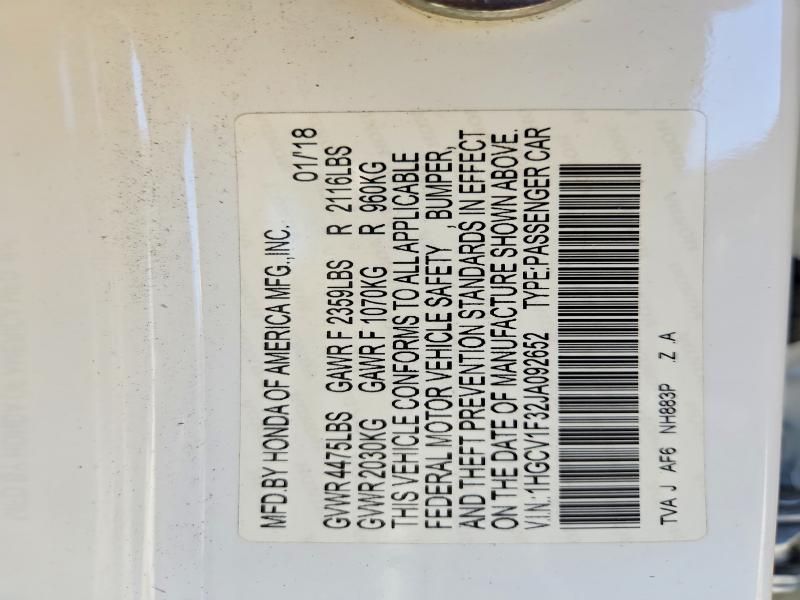 MFD.BY HONDA OF AMERICA MFG.,INC. 01/'18
GVWR 4475LBS GAWR F 2359LBS R 2116LBS
GVWR 2030KG GAWR F 1070KG R 960KG
THIS VEHICLE CONFORMS TO ALL APPLICABLE
FEDERAL MOTOR VEHICLE SAFETY , BUMPER,
AND THEFT PREVENTION STANDARDS IN EFFECT
ON THE DATE OF MANUFACTURE SHOWN ABOVE.
V.I.N.:1HGCV1F32JA092652 TYPE:PASSENGER CAR
TVA J AF6 NH883P .Z .A